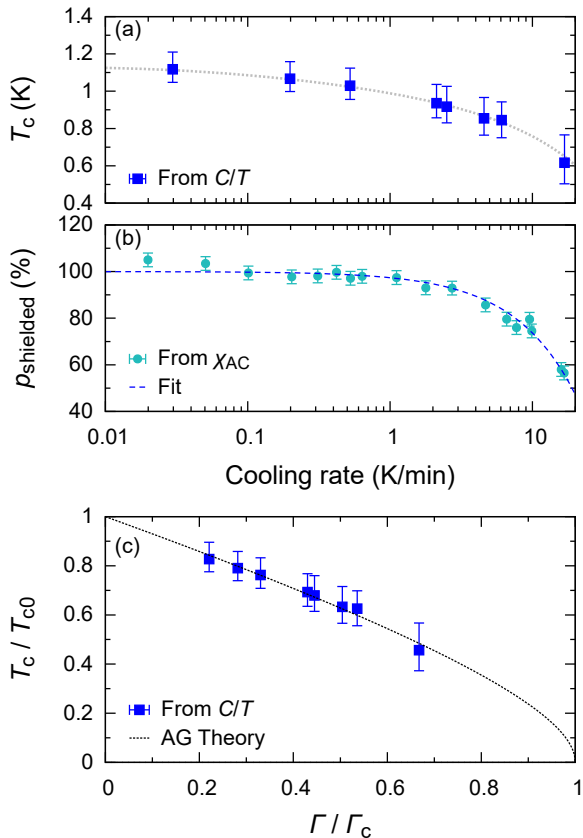 (a)
1.4
1.2
1
0.8
0.6
0.4
T_c (K)
From C/T
(b)
120
100
80
60
40
p_shielded (%)
From χ_AC
Fit
0.01
0.1
1
10
Cooling rate (K/min)
(c)
1
0.8
0.6
0.4
0.2
0
T_c / T_c0
From C/T
AG Theory
0
0.2
0.4
0.6
0.8
1
Γ / Γ_c